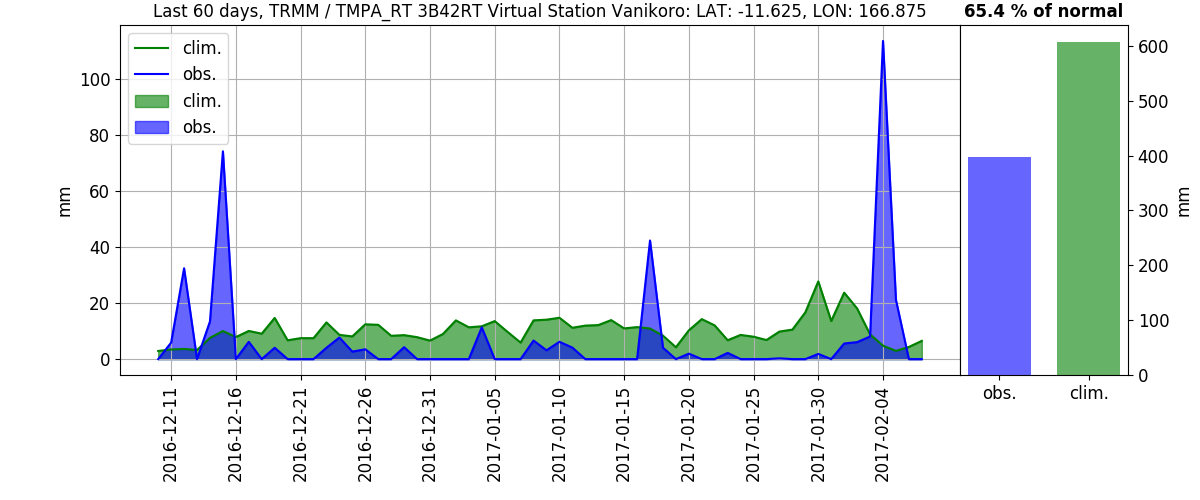 Last 60 days, TRMM / TMPA_RT 3B42RT Virtual Station Vanikoro: LAT: -11.625, LON: 166.875
65.4 % of normal
clim.
obs.
clim.
obs.
mm
100
80
60
40
20
0
2016-12-11
2016-12-16
2016-12-21
2016-12-26
2016-12-31
2017-01-05
2017-01-10
2017-01-15
2017-01-20
2017-01-25
2017-01-30
2017-02-04
600
500
400
300
200
100
0
mm
obs.
clim.